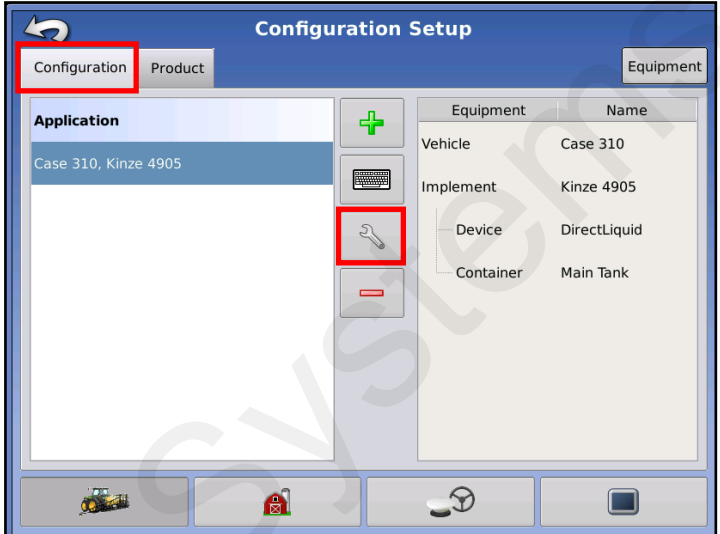 Configuration Setup
Configuration Product Equipment
Application
Case 310, Kinze 4905
Equipment Name
Vehicle Case 310
Implement Kinze 4905
Device DirectLiquid
Container Main Tank
Systems